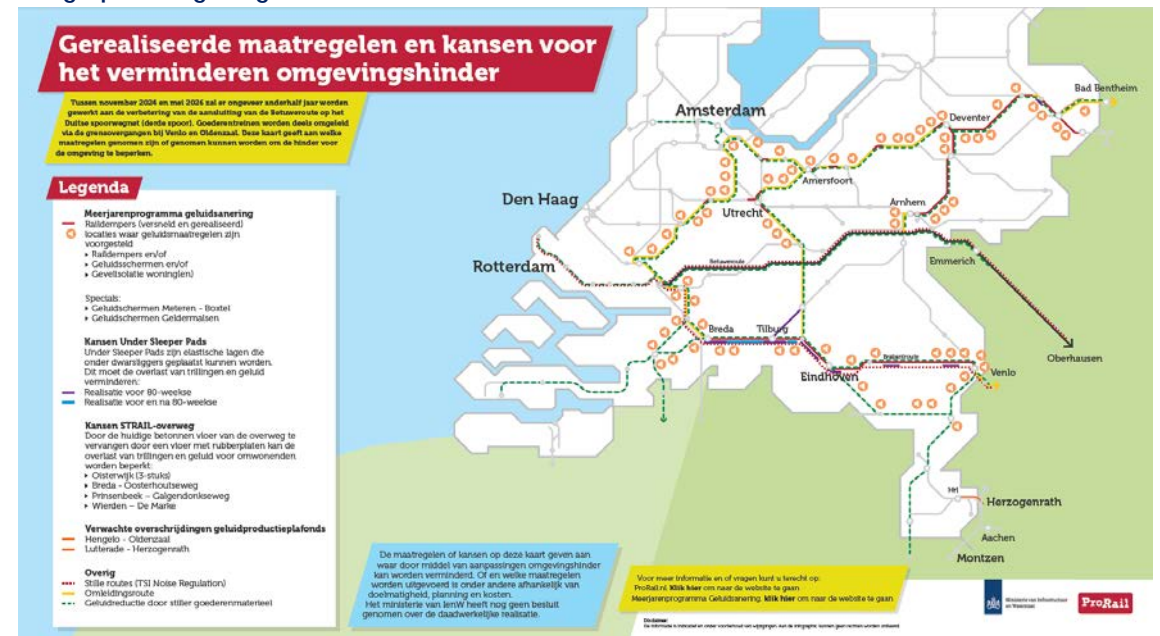 Gerealiseerde maatregelen en kansen voor
het verminderen omgevingshinder
Tussen november 2024 en mei 2026 zal er ongeveer anderhalf jaar worden
gewerkt aan de verbetering van de aansluiting van de Betuweroute op het
Duitse spoorwegnet (derde spoor). Goederentreinen worden deels omgeleid
via de grensovergangen bij Venlo en Oldenzaal. Deze kaart geeft aan welke
maatregelen genomen zijn of genomen kunnen worden om de hinder voor
de omgeving te beperken.
Legenda
Meerjarenprogramma geluidsanering
Raildempers (versneld en gerealiseerd)
locaties waar geluidsmaatregelen zijn
voorgesteld
▸ Raildempers en/of
▸ Geluidsschermen en/of
▸ Gevelisolatie woning(en)
Specials:
▸ Geluidschermen Meteren - Boxtel
▸ Geluidschermen Geldermalsen
Kansen Under Sleeper Pads
Under Sleeper Pads zijn elastische lagen die
onder dwarsliggers geplaatst kunnen worden.
Dit moet de overlast van trillingen en geluid
verminderen:
Realisatie voor 80-weekse
Realisatie voor en na 80-weekse
Kansen STRAIL-overweg
Door de huidige betonnen vloer van de overweg te
vervangen door een vloer met rubberplaten kan de
overlast van trillingen en geluid voor omwonenden
worden beperkt:
▸ Oisterwijk (3-stuks)
▸ Breda - Oosterhoutseweg
▸ Prinsenbeek – Galgendonkseweg
▸ Wierden – De Marke
Verwachte overschrijdingen geluidproductieplafonds
Hengelo - Oldenzaal
Lutterade - Herzogenrath
Overig
Stille routes (TSI Noise Regulation)
Omleidingsroute
Geluidreductie door stiller goederenmaterieel
Amsterdam
Den Haag
Rotterdam
Utrecht
Amersfoort
Deventer
Bad Bentheim
Arnhem
Emmerich
Betuweroute
Oberhausen
Breda
Tilburg
Eindhoven
Brabantroute
Venlo
Herzogenrath
Aachen
Montzen
De maatregelen of kansen op deze kaart geven aan
waar door middel van aanpassingen omgevingshinder
kan worden verminderd. Of en welke maatregelen
worden uitgevoerd is onder andere afhankelijk van
doelmatigheid, planning en kosten.
Het ministerie van IenW heeft nog geen besluit
genomen over de daadwerkelijke realisatie.
Voor meer informatie en of vragen kunt u terecht op:
ProRail.nl Klik hier om naar de website te gaan
Meerjarenprogramma Geluidsanering. klik hier om naar de website te gaan
Disclaimer:
Ministerie van Infrastructuur
en Waterstaat
ProRail